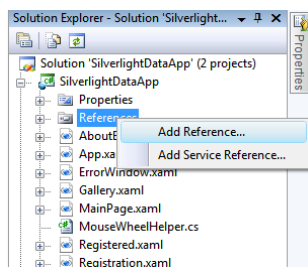 Solution Explorer - Solution 'Silverlight...
Properties
Solution 'SilverlightDataApp' (2 projects)
SilverlightDataApp
Properties
References
Add Reference...
Add Service Reference...
AboutE
App.xa
ErrorWindow.xaml
Gallery.xaml
MainPage.xaml
MouseWheelHelper.cs
Registered.xaml
Registration.xaml